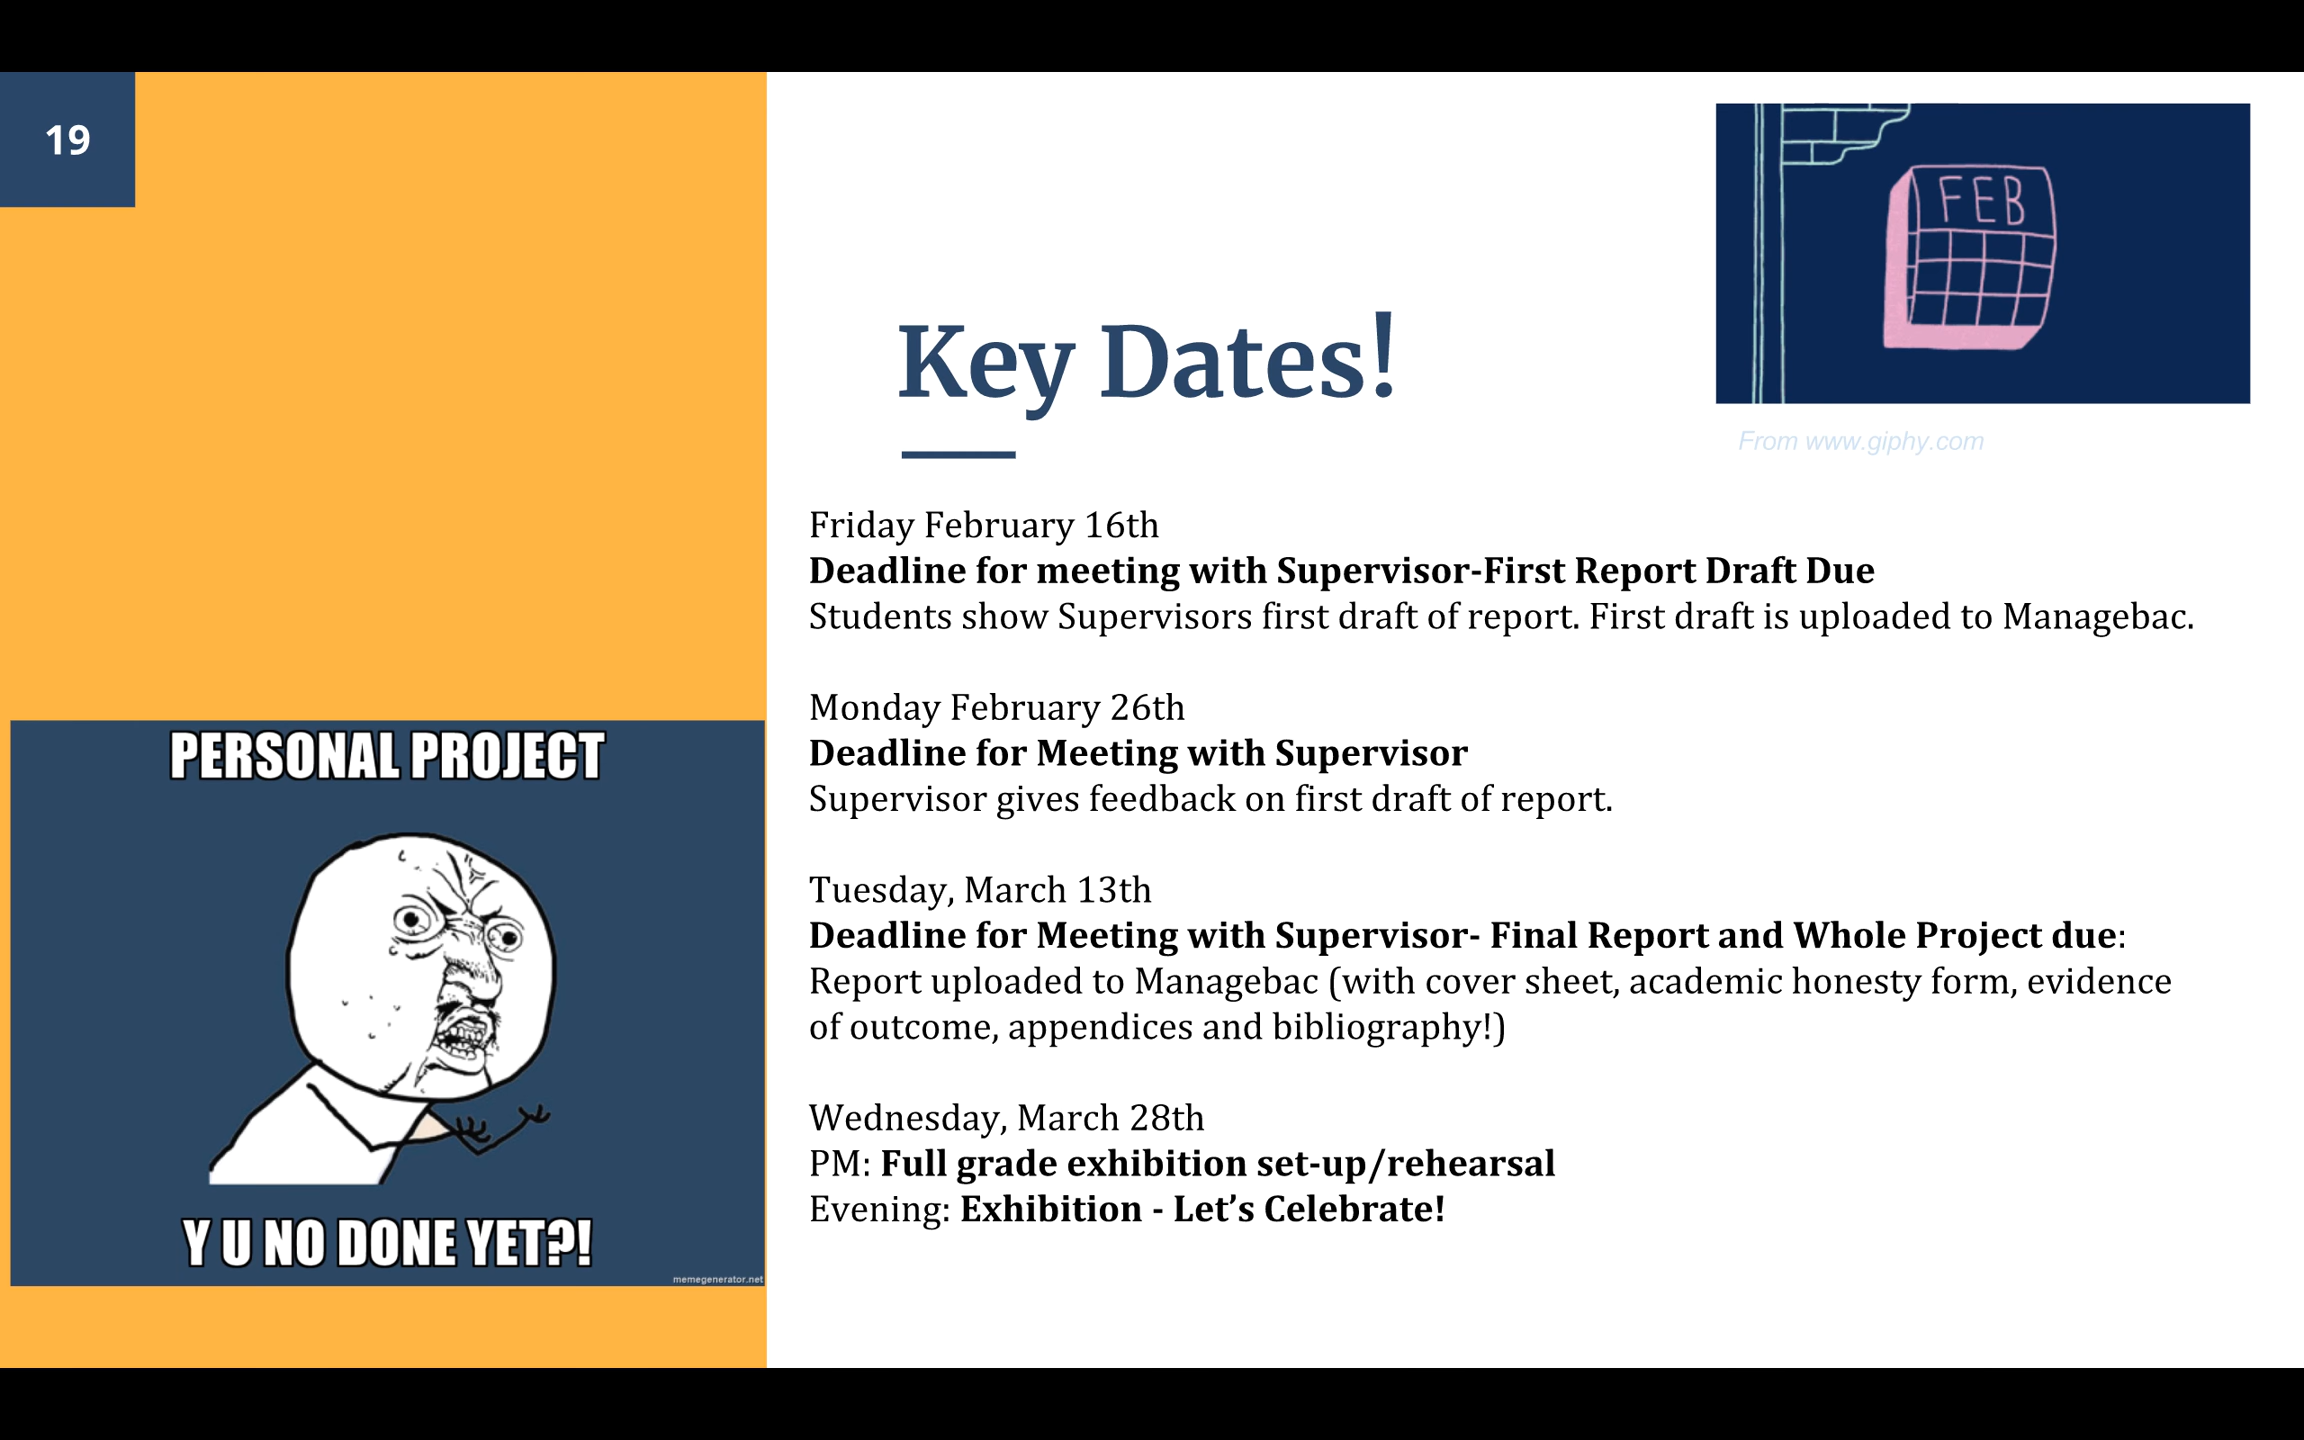 19
FEB
Key Dates!
From www.giphy.com
Friday February 16th
Deadline for meeting with Supervisor-First Report Draft Due
Students show Supervisors first draft of report. First draft is uploaded to Managebac.
Monday February 26th
Deadline for Meeting with Supervisor
Supervisor gives feedback on first draft of report.
Tuesday, March 13th
Deadline for Meeting with Supervisor- Final Report and Whole Project due:
Report uploaded to Managebac (with cover sheet, academic honesty form, evidence
of outcome, appendices and bibliography!)
Wednesday, March 28th
PM: Full grade exhibition set-up/rehearsal
Evening: Exhibition - Let’s Celebrate!
PERSONAL PROJECT
Y U NO DONE YET?!
memegenerator.net